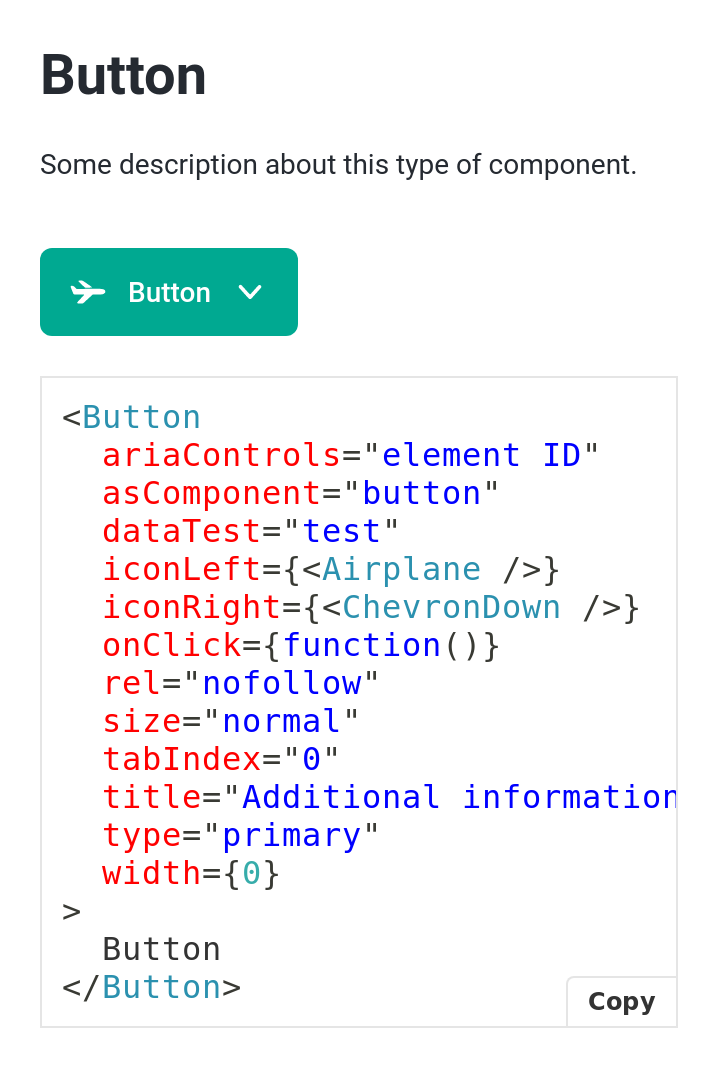 Button
Some description about this type of component.
Button
<Button
  ariaControls="element ID"
  asComponent="button"
  dataTest="test"
  iconLeft={<Airplane />}
  iconRight={<ChevronDown />}
  onClick={function()}
  rel="nofollow"
  size="normal"
  tabIndex="0"
  title="Additional information
  type="primary"
  width={0}
>
  Button
</Button>
Copy